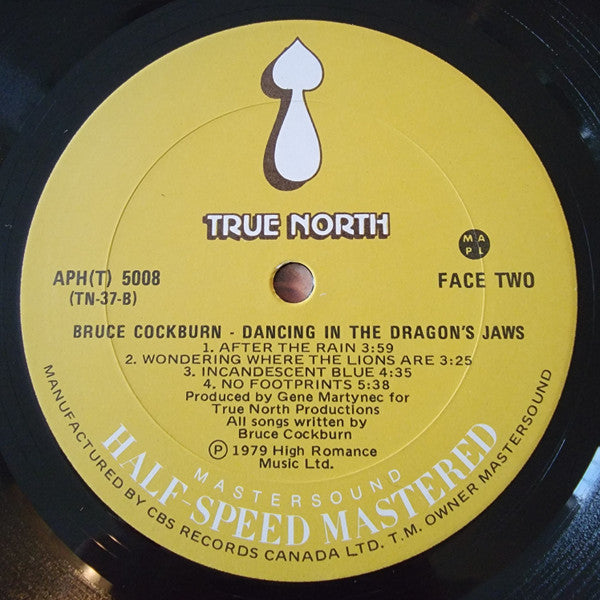 TRUE NORTH
M A
P L
APH(T) 5008
(TN-37-B)
FACE TWO
BRUCE COCKBURN - DANCING IN THE DRAGON'S JAWS
1. AFTER THE RAIN 3:59
2. WONDERING WHERE THE LIONS ARE 3:25
3. INCANDESCENT BLUE 4:35
4. NO FOOTPRINTS 5:38
Produced by Gene Martynec for
True North Productions
All songs written by
Bruce Cockburn
℗ 1979 High Romance
Music Ltd.
MASTERSOUND
HALF-SPEED MASTERED
MANUFACTURED BY CBS RECORDS CANADA LTD. T.M. OWNER MASTERSOUND